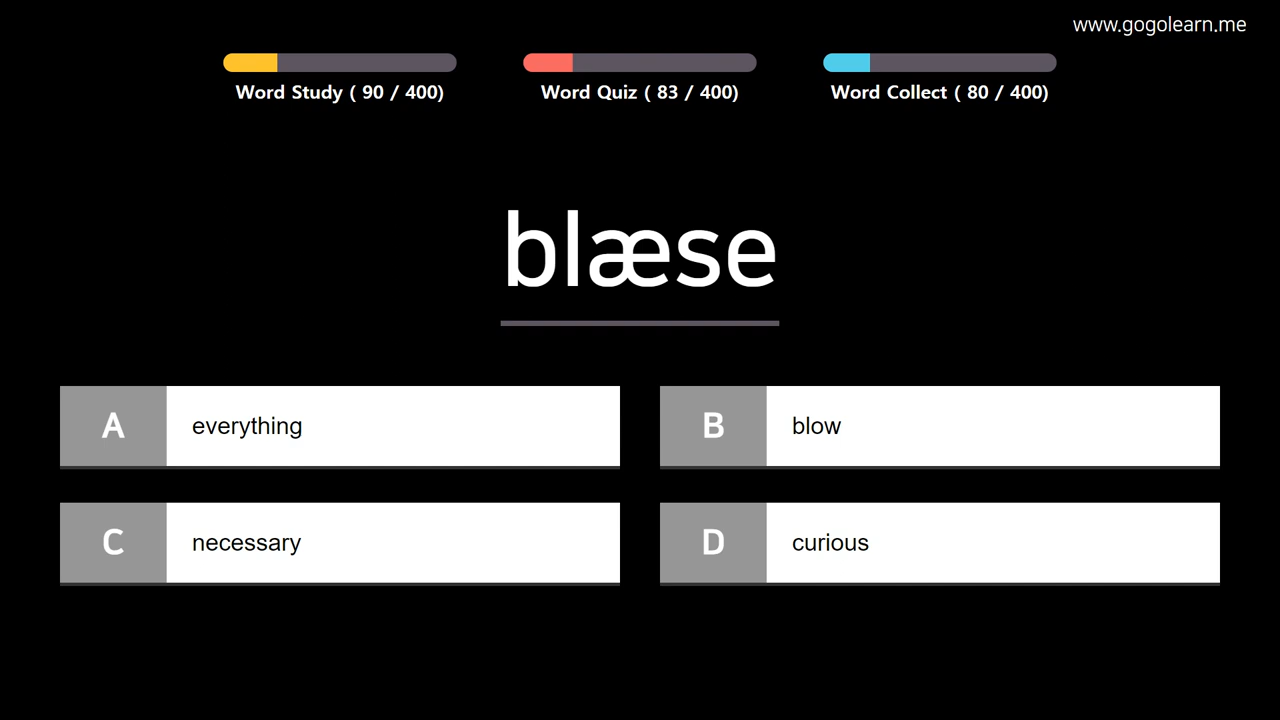 www.gogolearn.me
Word Study ( 90 / 400)
Word Quiz ( 83 / 400)
Word Collect ( 80 / 400)
blæse
A everything
B blow
C necessary
D curious